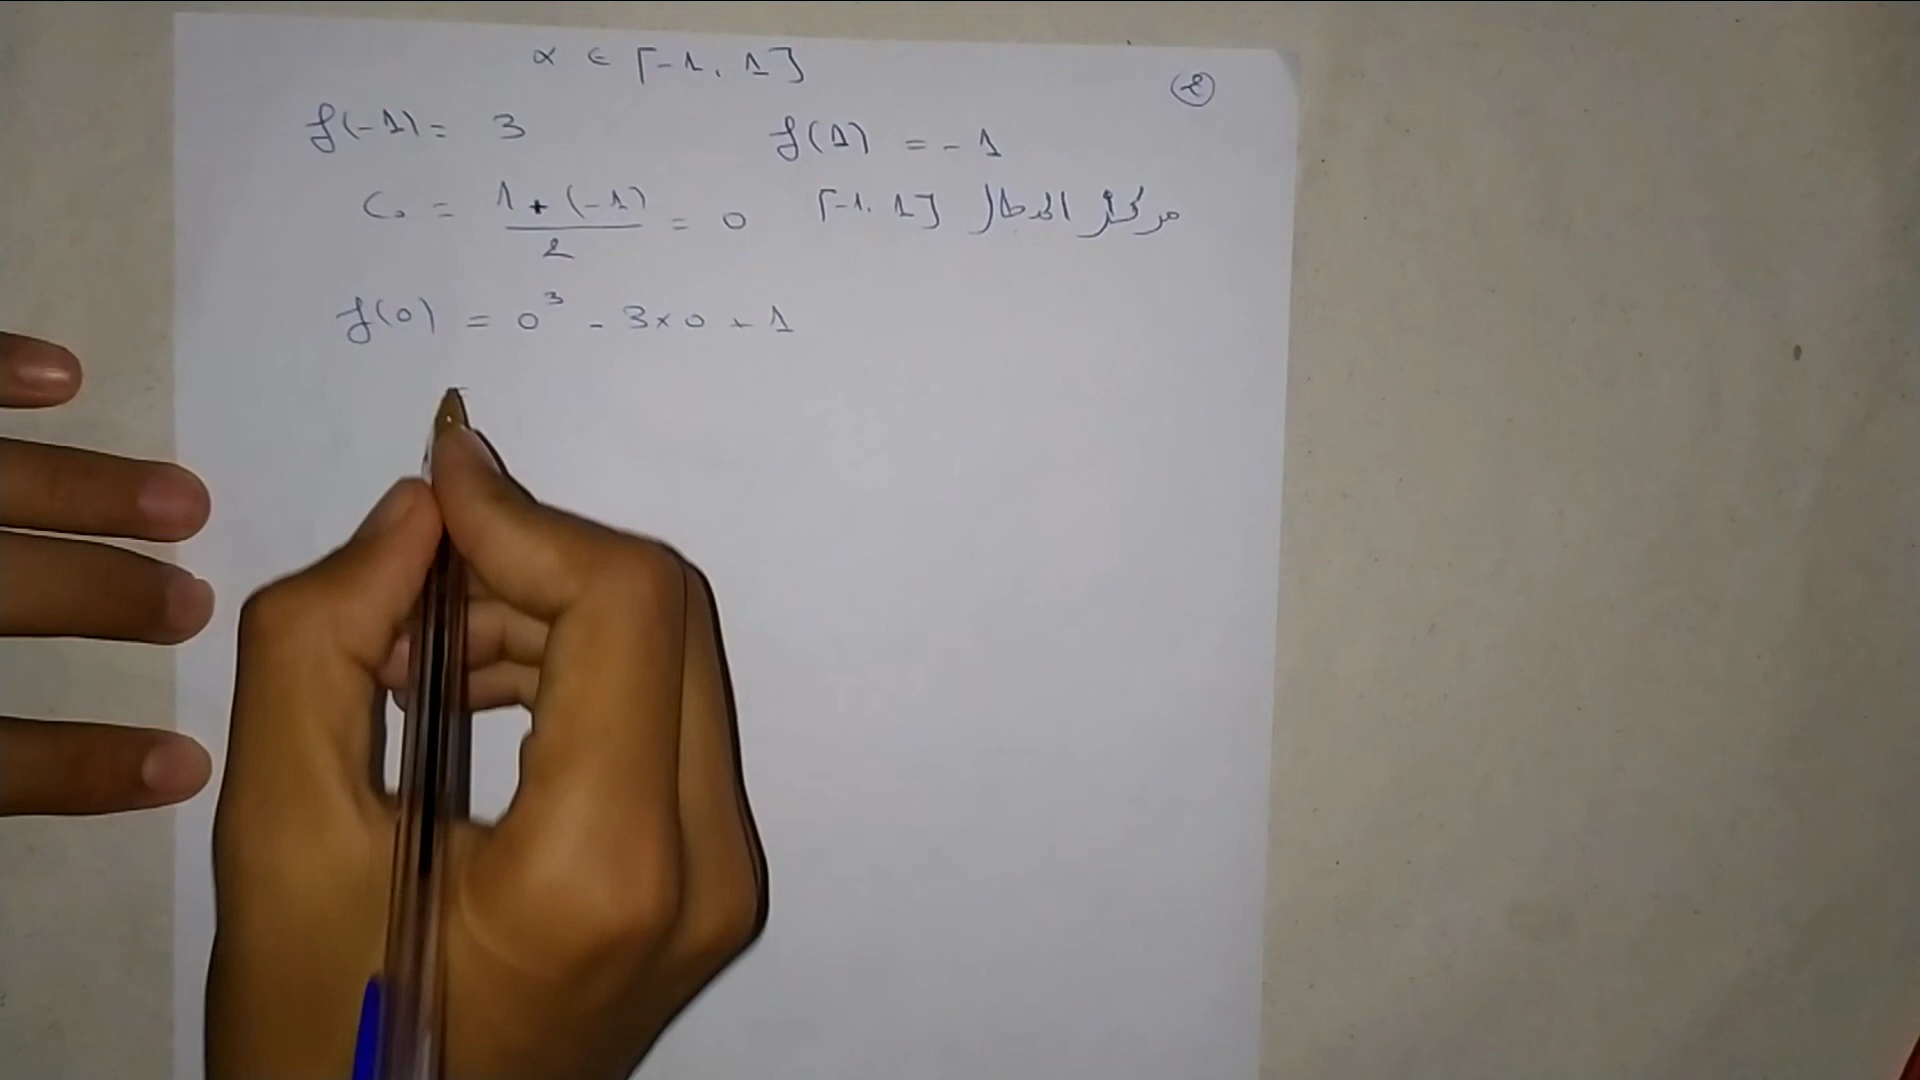 α ∈ [-1, 1]
②
f(-1) = 3    f(1) = -1
C₀ = (1 + (-1))/2 = 0    [-1, 1] مركز المجال
f(0) = 0³ - 3×0 + 1